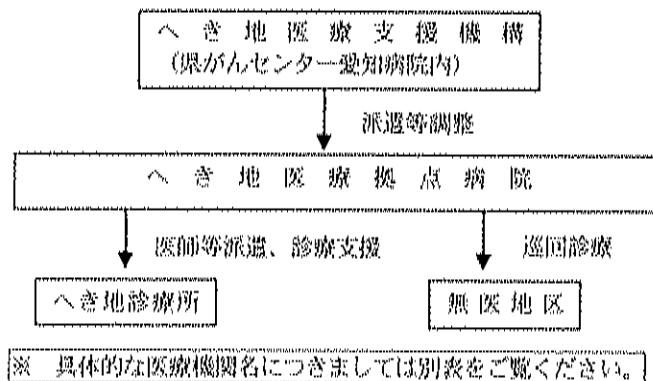 へき地医療支援機構
(県がんセンター愛知病院内)
派遣等調整
へき地医療拠点病院
医師等派遣、診療支援
巡回診療
へき地診療所
無医地区
※ 具体的な医療機関名につきましては別表をご覧ください。